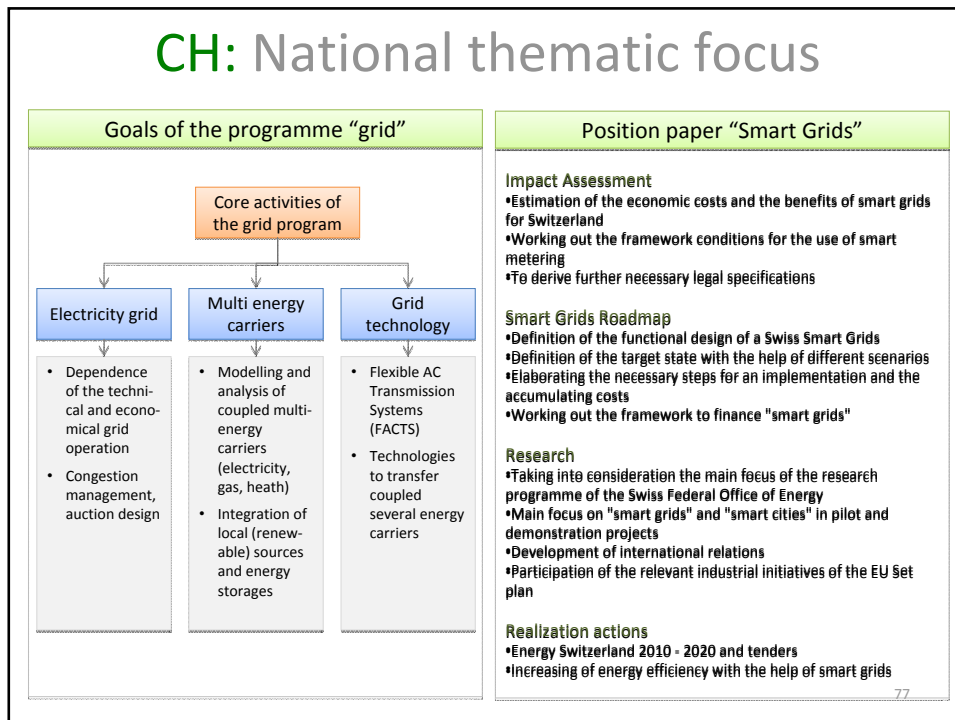 CH: National thematic focus
Goals of the programme “grid”
Core activities of
the grid program
Electricity grid
Multi energy
carriers
Grid
technology
• Dependence
of the techni-
cal and econo-
mical grid
operation
• Congestion
management,
auction design
• Modelling and
analysis of
coupled multi-
energy
carriers
(electricity,
gas, heath)
• Integration of
local (renew-
able) sources
and energy
storages
• Flexible AC
Transmission
Systems
(FACTS)
• Technologies
to transfer
coupled
several energy
carriers
Position paper “Smart Grids”
Impact Assessment
•Estimation of the economic costs and the benefits of smart grids
for Switzerland
•Working out the framework conditions for the use of smart
metering
•To derive further necessary legal specifications
Smart Grids Roadmap
•Definition of the functional design of a Swiss Smart Grids
•Definition of the target state with the help of different scenarios
•Elaborating the necessary steps for an implementation and the
accumulating costs
•Working out the framework to finance "smart grids"
Research
•Taking into consideration the main focus of the research
programme of the Swiss Federal Office of Energy
•Main focus on "smart grids" and "smart cities" in pilot and
demonstration projects
•Development of international relations
•Participation of the relevant industrial initiatives of the EU Set
plan
Realization actions
•Energy Switzerland 2010 - 2020 and tenders
•Increasing of energy efficiency with the help of smart grids
77